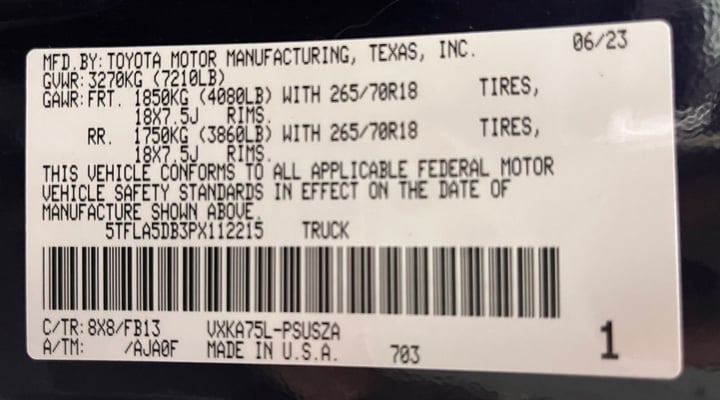 MFD.BY: TOYOTA MOTOR MANUFACTURING, TEXAS, INC. 06/23
GVWR: 3270KG (7210LB)
GAWR: FRT. 1850KG (4080LB) WITH 265/70R18 TIRES,
18X7.5J RIMS.
RR. 1750KG (3860LB) WITH 265/70R18 TIRES,
18X7.5J RIMS.
THIS VEHICLE CONFORMS TO ALL APPLICABLE FEDERAL MOTOR
VEHICLE SAFETY STANDARDS IN EFFECT ON THE DATE OF
MANUFACTURE SHOWN ABOVE.
5TFLA5DB3PX112215 TRUCK
C/TR: 8X8/FB13 VXKA75L-PSUSZA
A/TM: /AJA0F MADE IN U.S.A. 703 1